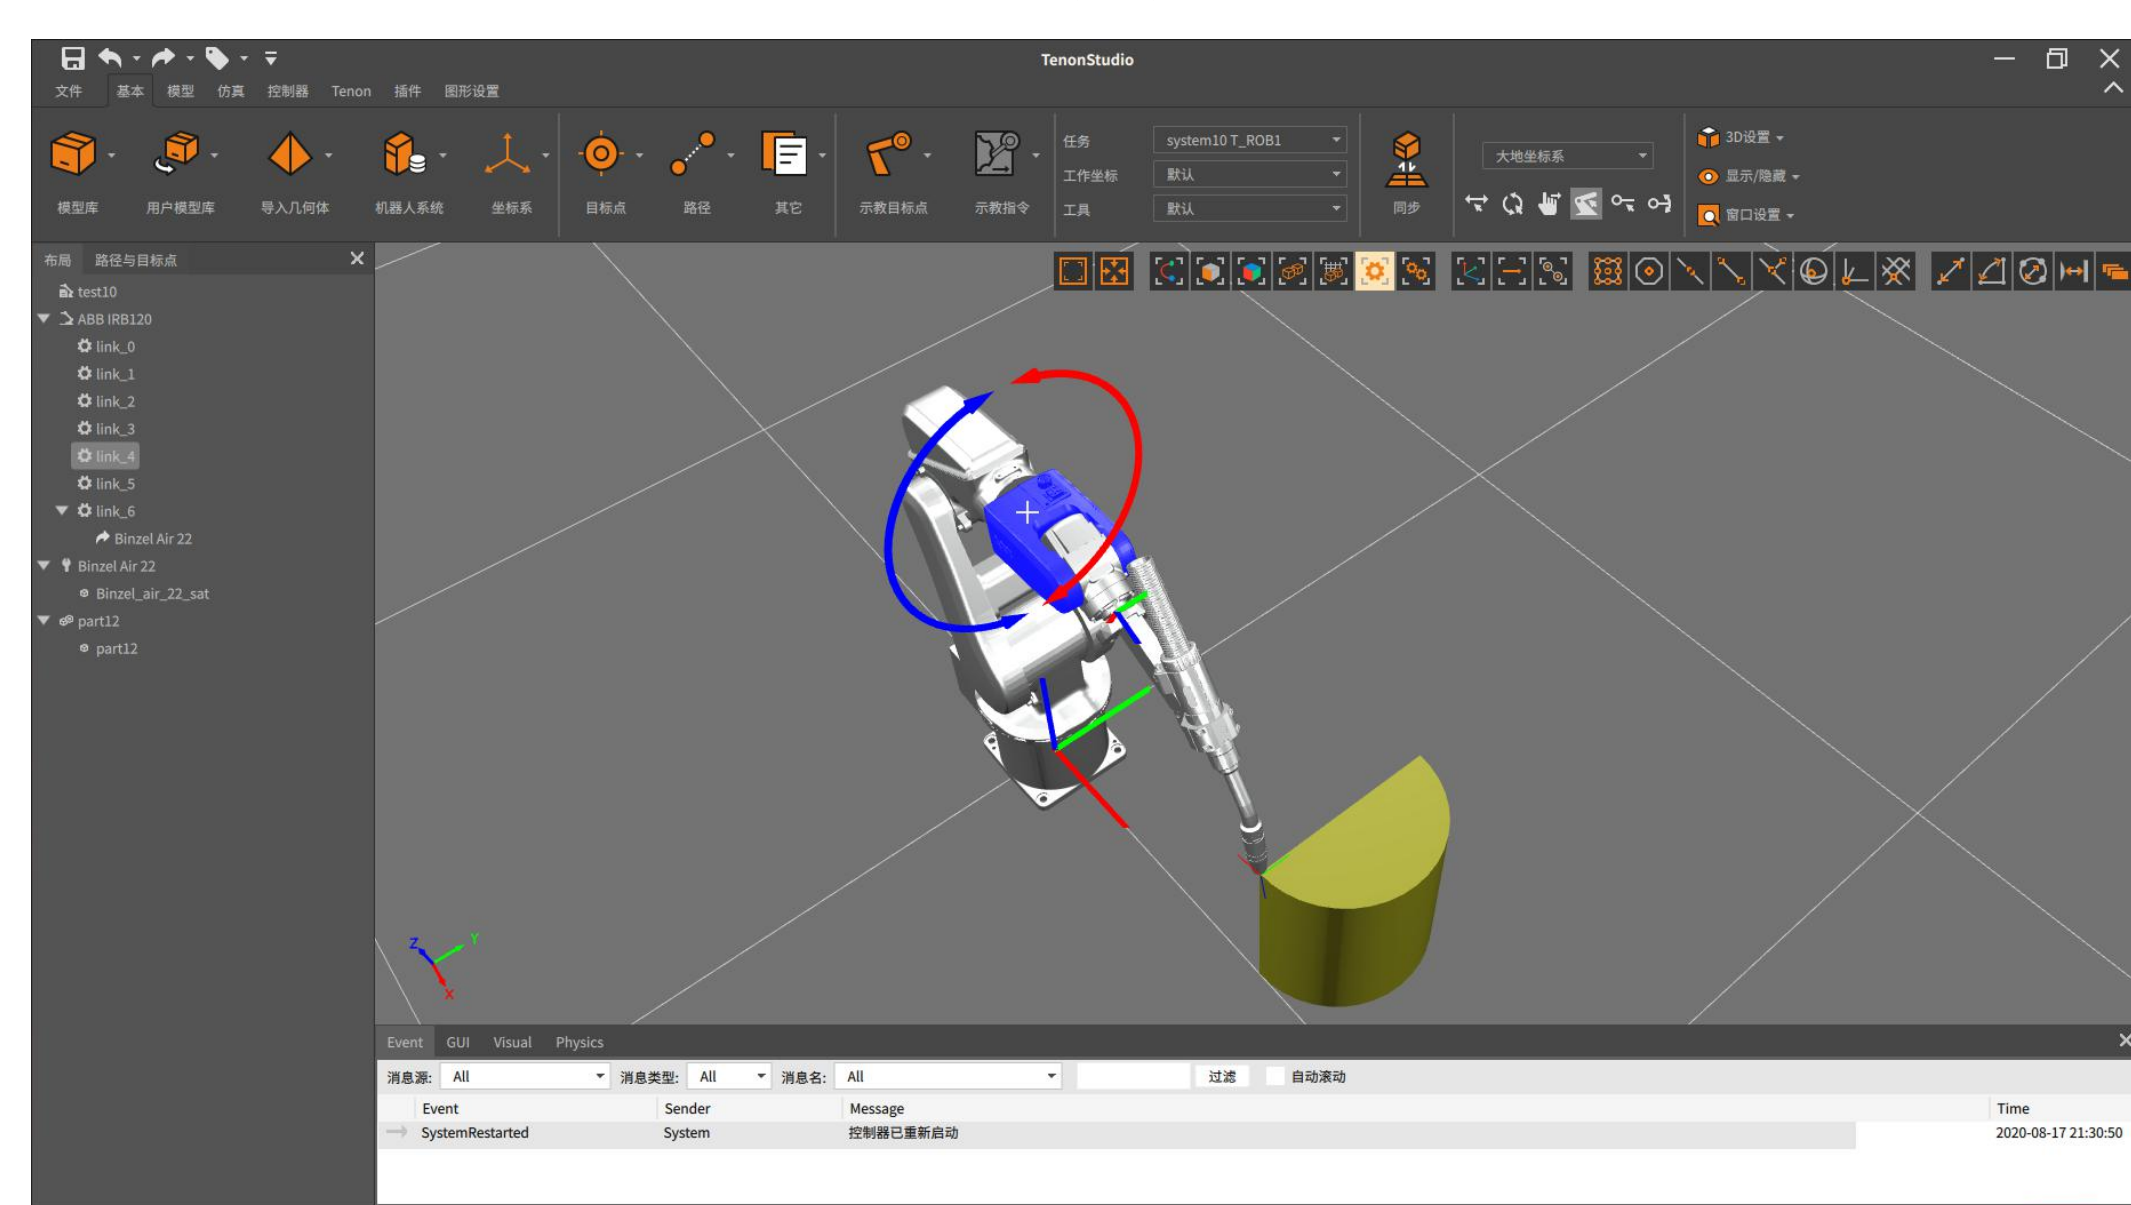 TenonStudio
文件 基本 模型 仿真 控制器 Tenon 插件 图形设置
任务 system10 T_ROB1
工作坐标 默认
工具 默认
大地坐标系
3D设置
显示/隐藏
窗口设置
模型库 用户模型库 导入几何体 机器人系统 坐标系 目标点 路径 其它 示教目标点 示教指令 同步
布局 路径与目标点
test10
ABB IRB120
link_0
link_1
link_2
link_3
link_4
link_5
link_6
Binzel Air 22
Binzel Air 22
Binzel_air_22_sat
part12
part12
Z Y
X
Event GUI Visual Physics
消息源: All 消息类型: All 消息名: All 过滤 自动滚动
Event Sender Message Time
SystemRestarted System 控制器已重新启动 2020-08-17 21:30:50